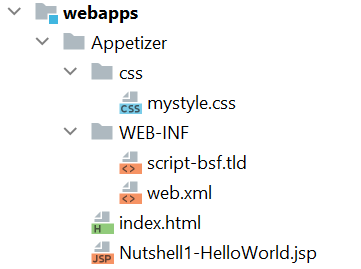 webapps
Appetizer
css
CSS mystyle.css
WEB-INF
script-bsf.tld
web.xml
H index.html
JSP Nutshell1-HelloWorld.jsp